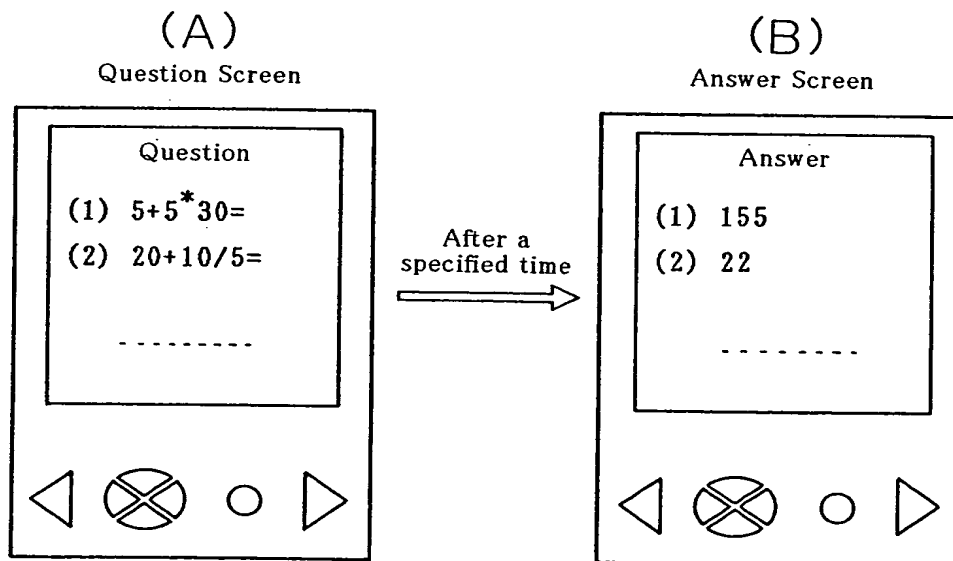 (A)
Question Screen
Question
(1) 5+5*30=
(2) 20+10/5=
---------
After a
specified time
(B)
Answer Screen
Answer
(1) 155
(2) 22
--------